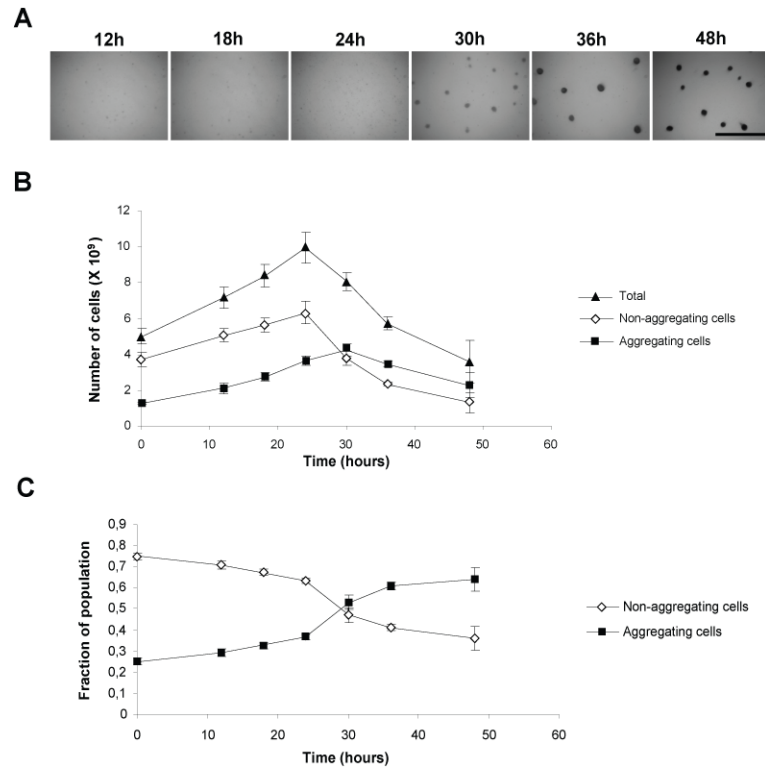 A
12h 18h 24h 30h 36h 48h
B
12
10
8
6
4
2
0
Number of cells (X 10⁹)
0 10 20 30 40 50 60
Time (hours)
Total
Non-aggregating cells
Aggregating cells
C
0,9
0,8
0,7
0,6
0,5
0,4
0,3
0,2
0,1
0
Fraction of population
0 10 20 30 40 50 60
Time (hours)
Non-aggregating cells
Aggregating cells